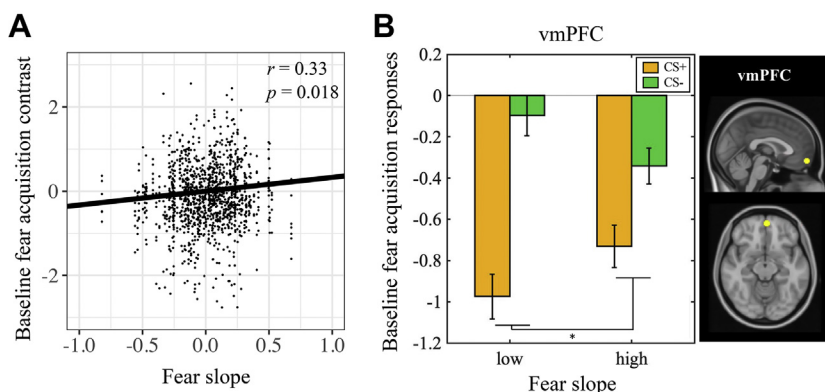 A
Baseline fear acquisition contrast
2
0
-2
r = 0.33
p = 0.018
-1.0
-0.5
0.0
0.5
1.0
Fear slope
B
vmPFC
Baseline fear acquisition responses
0.2
0
-0.2
-0.4
-0.6
-0.8
-1
-1.2
CS+
CS-
*
low
high
Fear slope
vmPFC